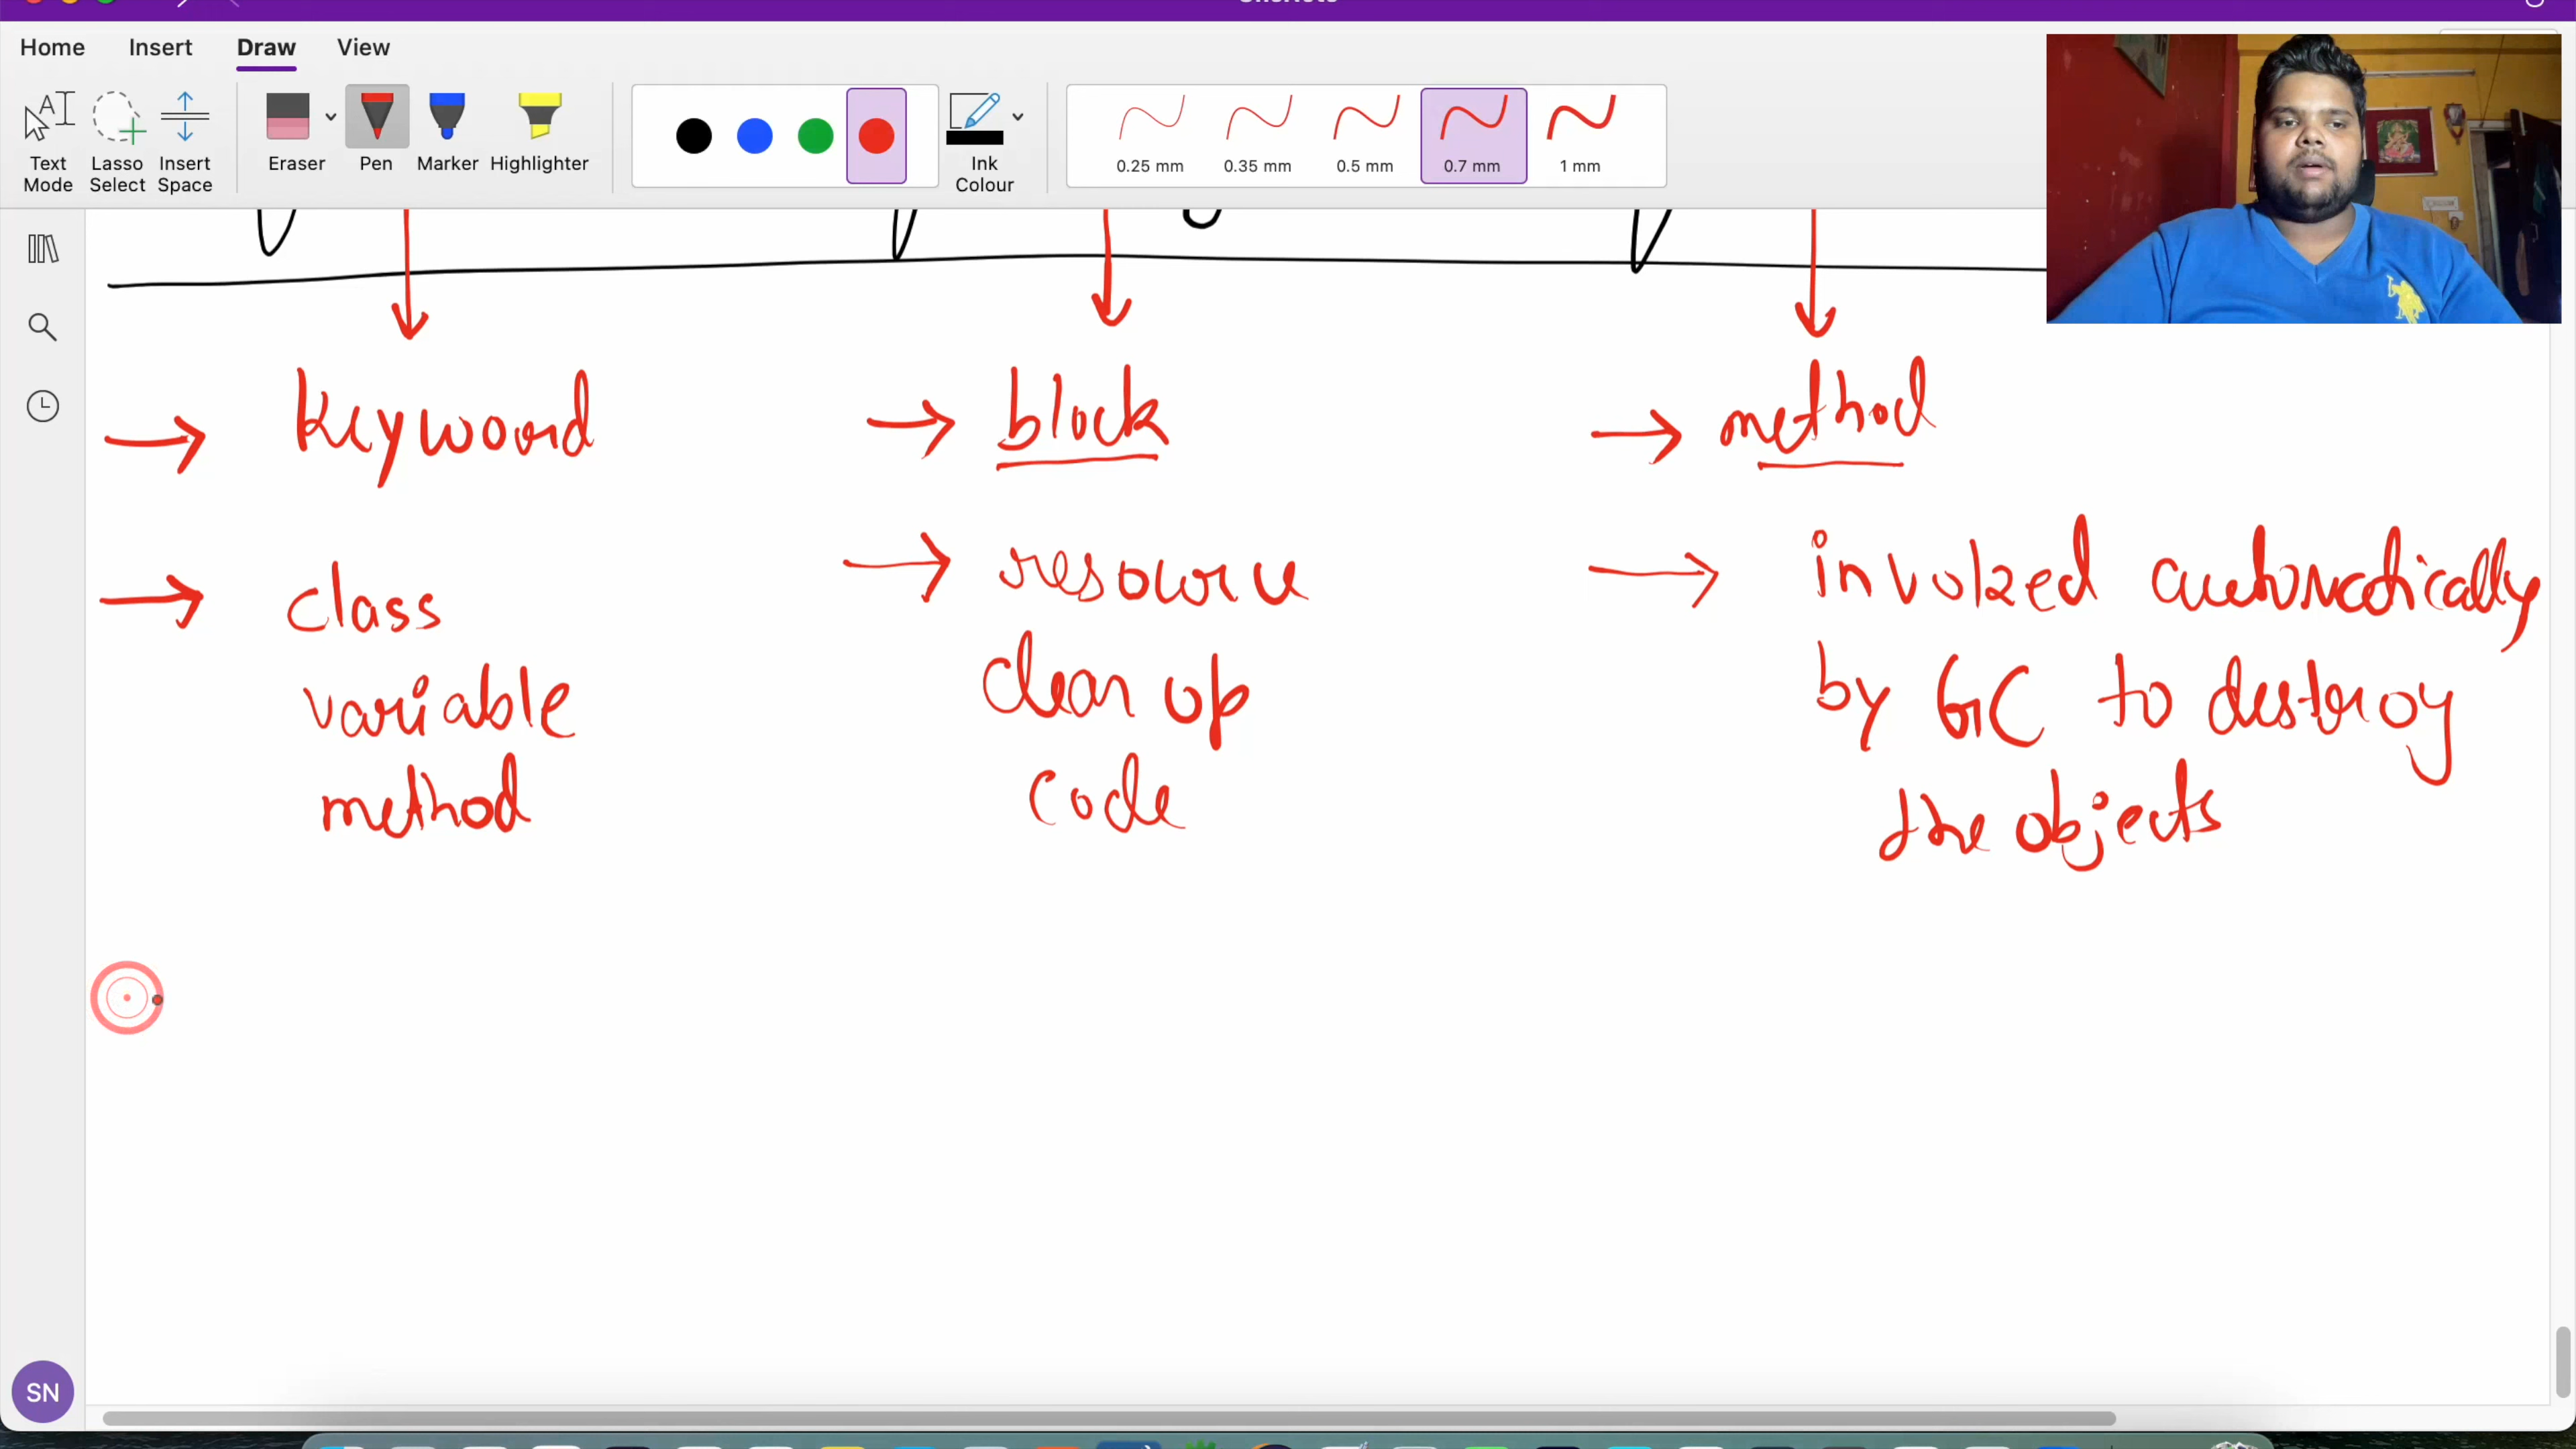 Home Insert Draw View
Text Mode
Lasso Select
Insert Space
Eraser
Pen
Marker
Highlighter
Ink Colour
0.25 mm
0.35 mm
0.5 mm
0.7 mm
1 mm
→ keyword
→ block
→ method
→ class
variable
method
→ resource
clean up
code
→ invoked automatically
by GC to destroy
the objects
SN